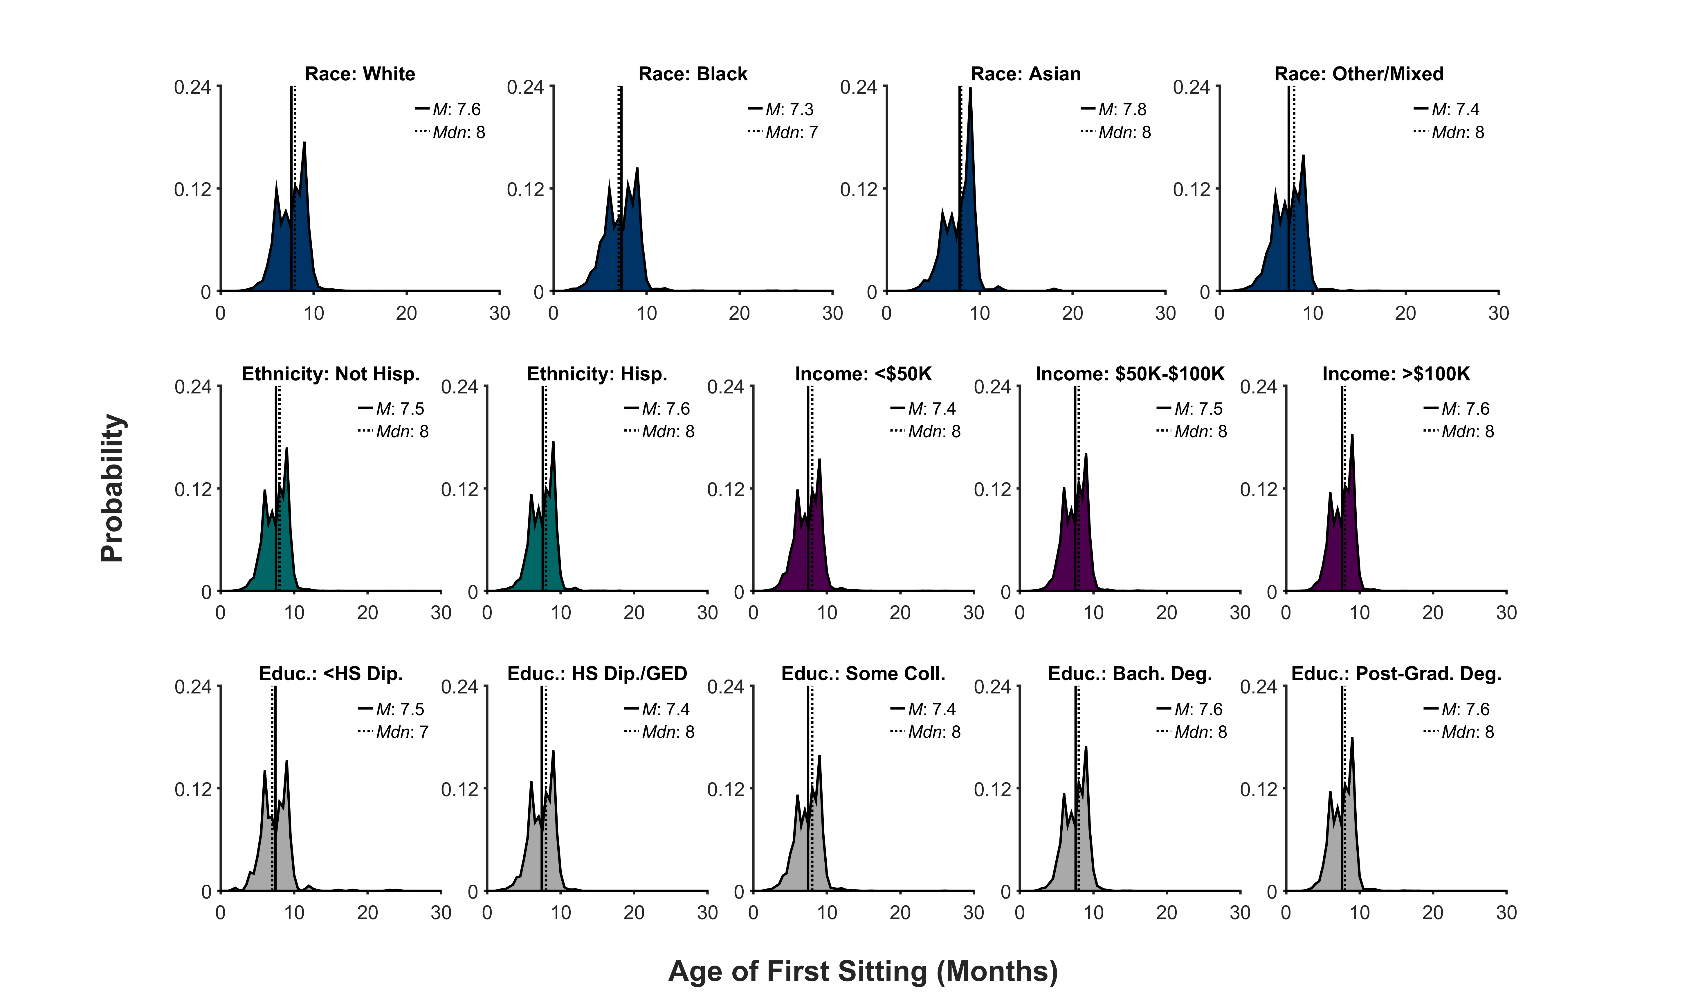 Race: White
Race: Black
Race: Asian
Race: Other/Mixed
0.24
M: 7.6
Mdn: 8
0.12
0
0 10 20 30
0.24
M: 7.3
Mdn: 7
0.12
0
0 10 20 30
0.24
M: 7.8
Mdn: 8
0.12
0
0 10 20 30
0.24
M: 7.4
Mdn: 8
0.12
0
0 10 20 30
Probability
Ethnicity: Not Hisp.
Ethnicity: Hisp.
Income: <$50K
Income: $50K-$100K
Income: >$100K
0.24
M: 7.5
Mdn: 8
0.12
0
0 10 20 30
0.24
M: 7.6
Mdn: 8
0.12
0
0 10 20 30
0.24
M: 7.4
Mdn: 8
0.12
0
0 10 20 30
0.24
M: 7.5
Mdn: 8
0.12
0
0 10 20 30
0.24
M: 7.6
Mdn: 8
0.12
0
0 10 20 30
Educ.: <HS Dip.
Educ.: HS Dip./GED
Educ.: Some Coll.
Educ.: Bach. Deg.
Educ.: Post-Grad. Deg.
0.24
M: 7.5
Mdn: 7
0.12
0
0 10 20 30
0.24
M: 7.4
Mdn: 8
0.12
0
0 10 20 30
0.24
M: 7.4
Mdn: 8
0.12
0
0 10 20 30
0.24
M: 7.6
Mdn: 8
0.12
0
0 10 20 30
0.24
M: 7.6
Mdn: 8
0.12
0
0 10 20 30
Age of First Sitting (Months)